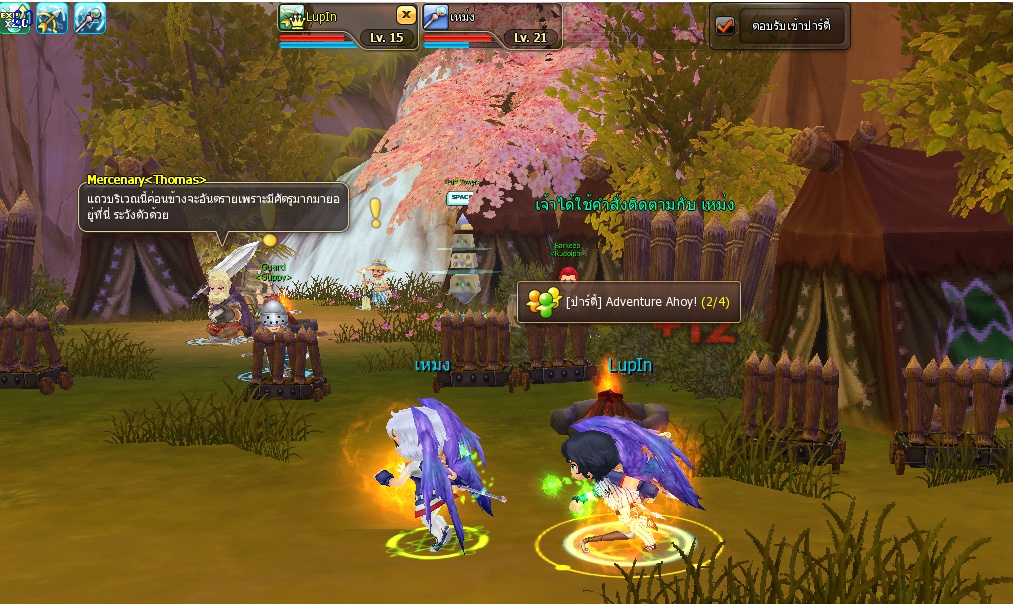 LupIn
เหม่ง
Lv. 15
Lv. 21
ตอบรับเข้าปาร์ตี้
Mercenary<Thomas>
แถวบริเวณนี้ค่อนข้างจะอันตรายเพราะมีศัตรูมากมายอ
ยู่ที่นี่ ระวังตัวด้วย
SPACE
เจ้าได้ใช้คำสั่งติดตามกับ เหม่ง
Guard
<Guppy>
Barkeep
<Rudolph>
[ปาร์ตี้] Adventure Ahoy! (2/4)
+12
เหม่ง
LupIn